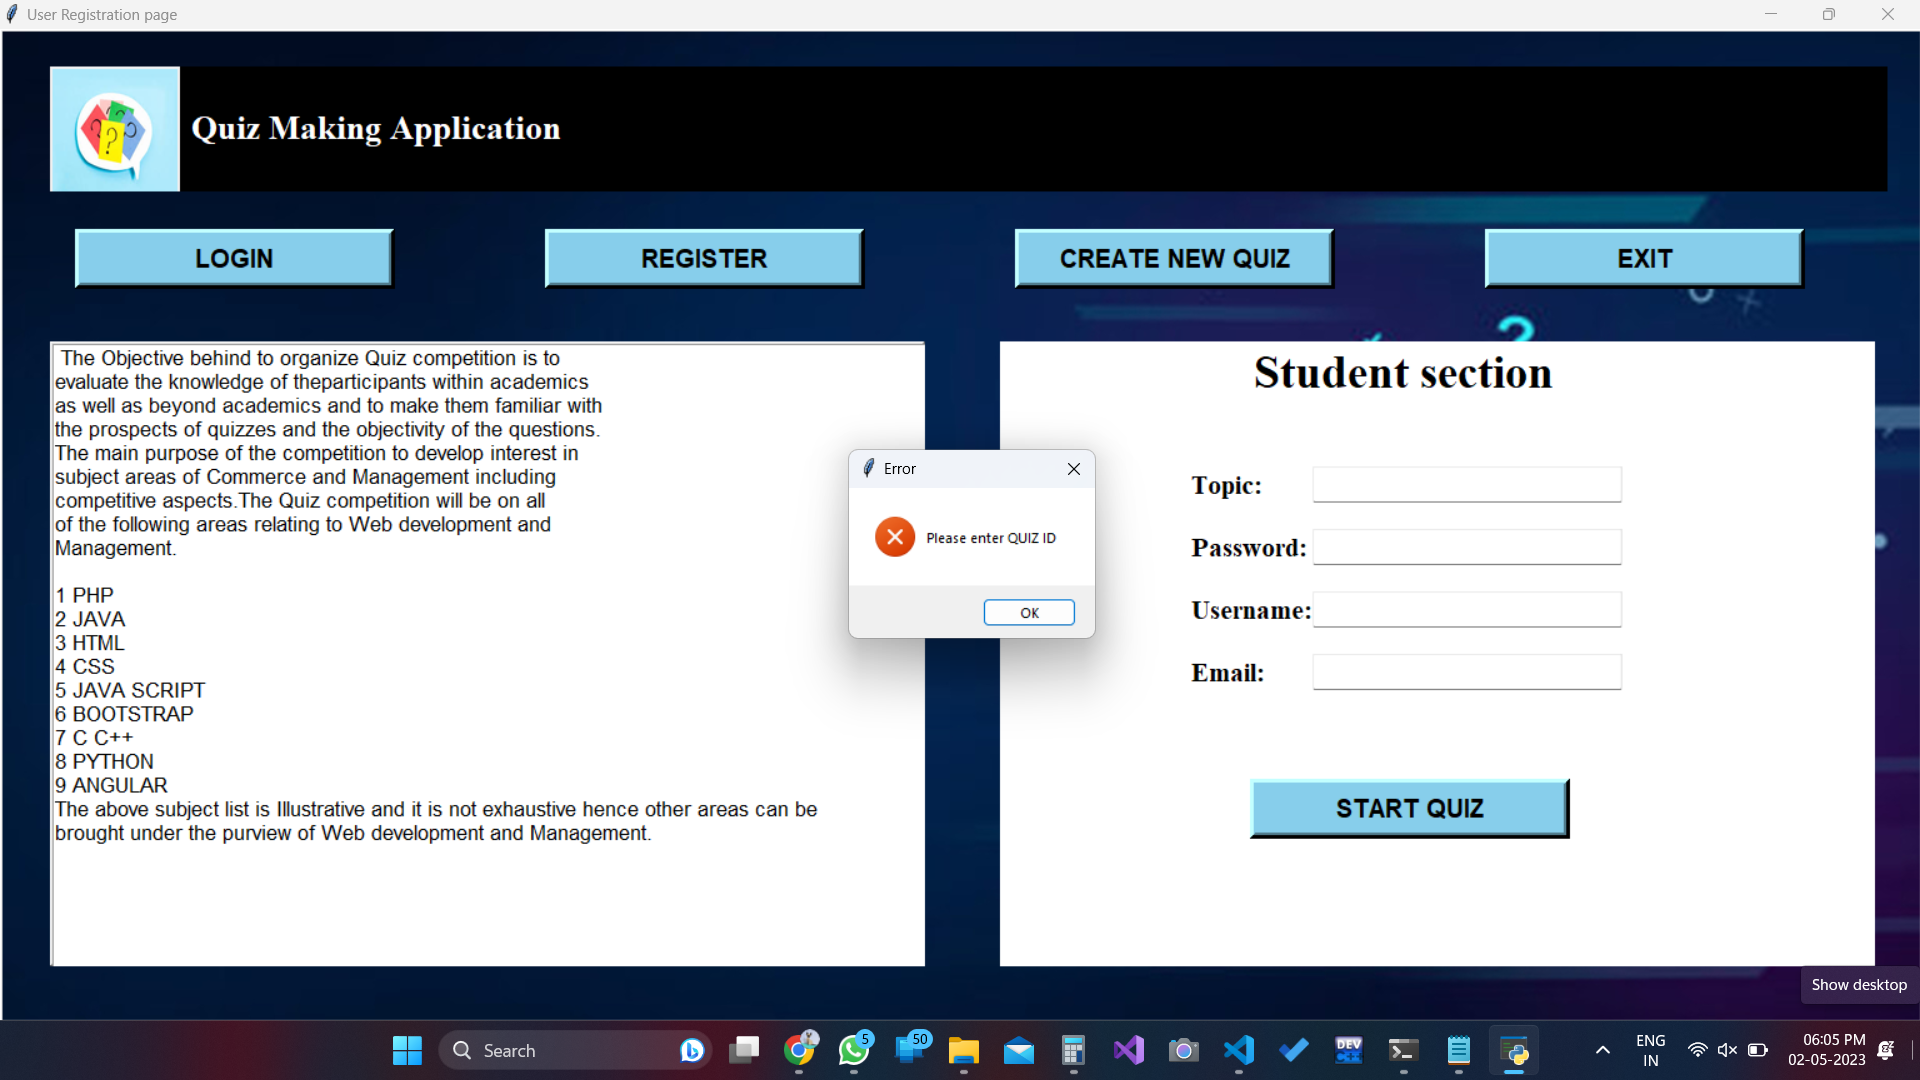 User Registration page
Quiz Making Application
LOGIN
REGISTER
CREATE NEW QUIZ
EXIT
The Objective behind to organize Quiz competition is to
evaluate the knowledge of theparticipants within academics
as well as beyond academics and to make them familiar with
the prospects of quizzes and the objectivity of the questions.
The main purpose of the competition to develop interest in
subject areas of Commerce and Management including
competitive aspects.The Quiz competition will be on all
of the following areas relating to Web development and
Management.
1 PHP
2 JAVA
3 HTML
4 CSS
5 JAVA SCRIPT
6 BOOTSTRAP
7 C C++
8 PYTHON
9 ANGULAR
The above subject list is Illustrative and it is not exhaustive hence other areas can be
brought under the purview of Web development and Management.
Error
Please enter QUIZ ID
OK
Student section
Topic:
Password:
Username:
Email:
START QUIZ
Show desktop
Search
5
50
DEV
C++
ENG
IN
06:05 PM
02-05-2023